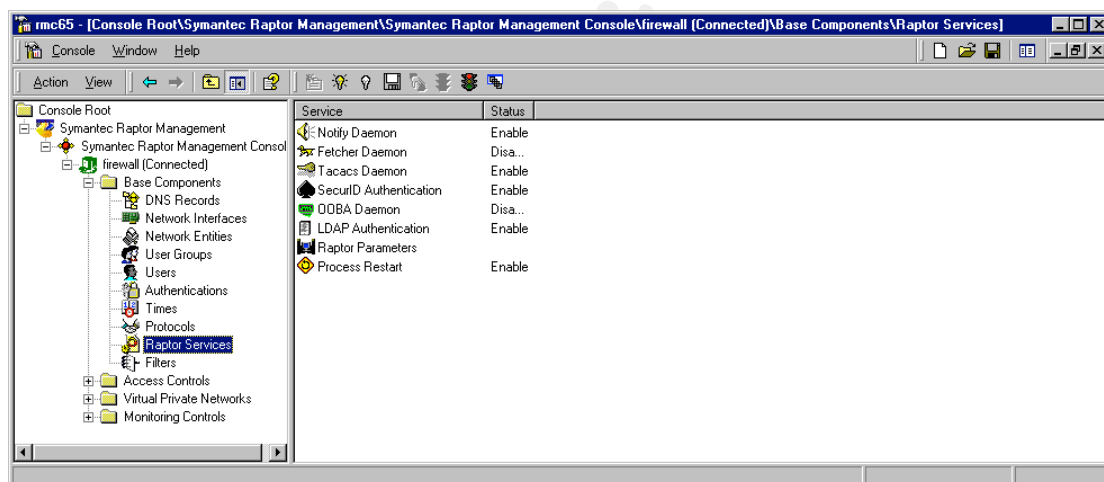 rmc65 - [Console Root\Symantec Raptor Management\Symantec Raptor Management Console\firewall (Connected)\Base Components\Raptor Services]
Console Window Help
Action View
Console Root
Symantec Raptor Management
Symantec Raptor Management Consol
firewall (Connected)
Base Components
DNS Records
Network Interfaces
Network Entities
User Groups
Users
Authentications
Times
Protocols
Raptor Services
Filters
Access Controls
Virtual Private Networks
Monitoring Controls
Service Status
Notify Daemon Enable
Fetcher Daemon Disa...
Tacacs Daemon Enable
SecurID Authentication Enable
OOBA Daemon Disa...
LDAP Authentication Enable
Raptor Parameters
Process Restart Enable